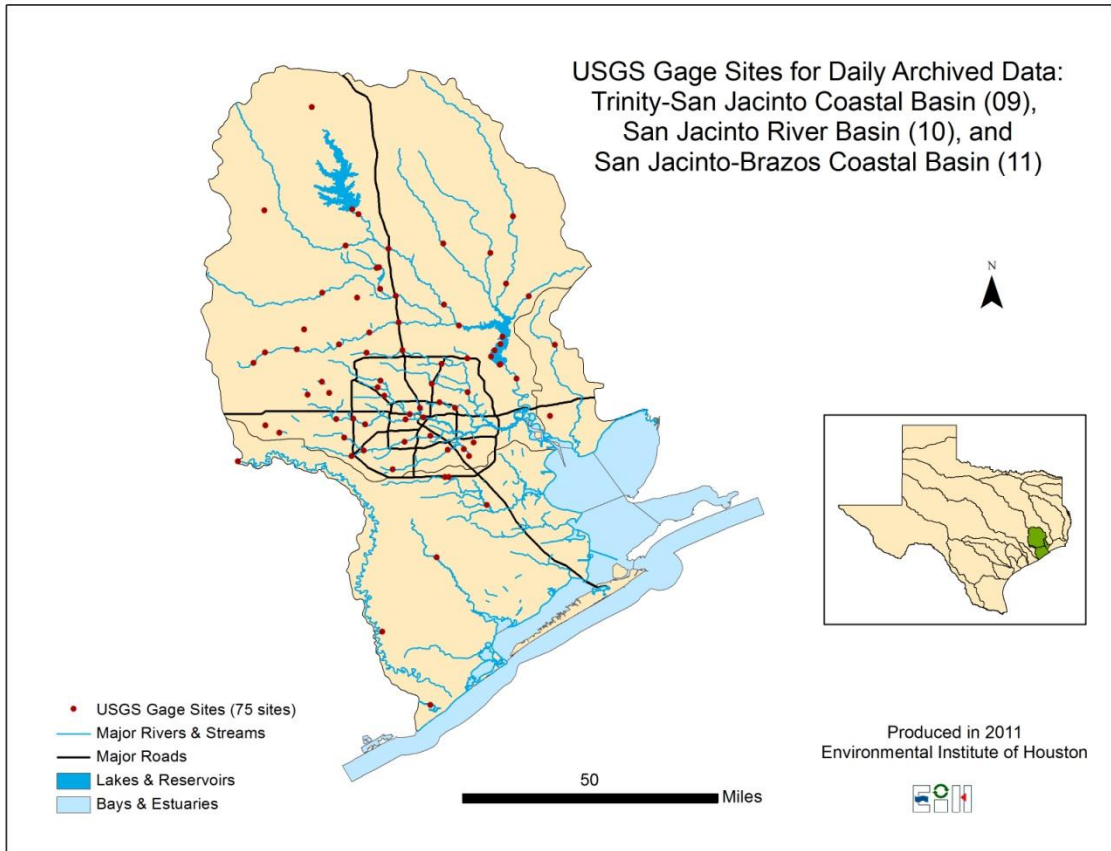 USGS Gage Sites for Daily Archived Data:
Trinity-San Jacinto Coastal Basin (09),
San Jacinto River Basin (10), and
San Jacinto-Brazos Coastal Basin (11)
N
USGS Gage Sites (75 sites)
Major Rivers & Streams
Major Roads
Lakes & Reservoirs
Bays & Estuaries
50
Miles
Produced in 2011
Environmental Institute of Houston
EIH